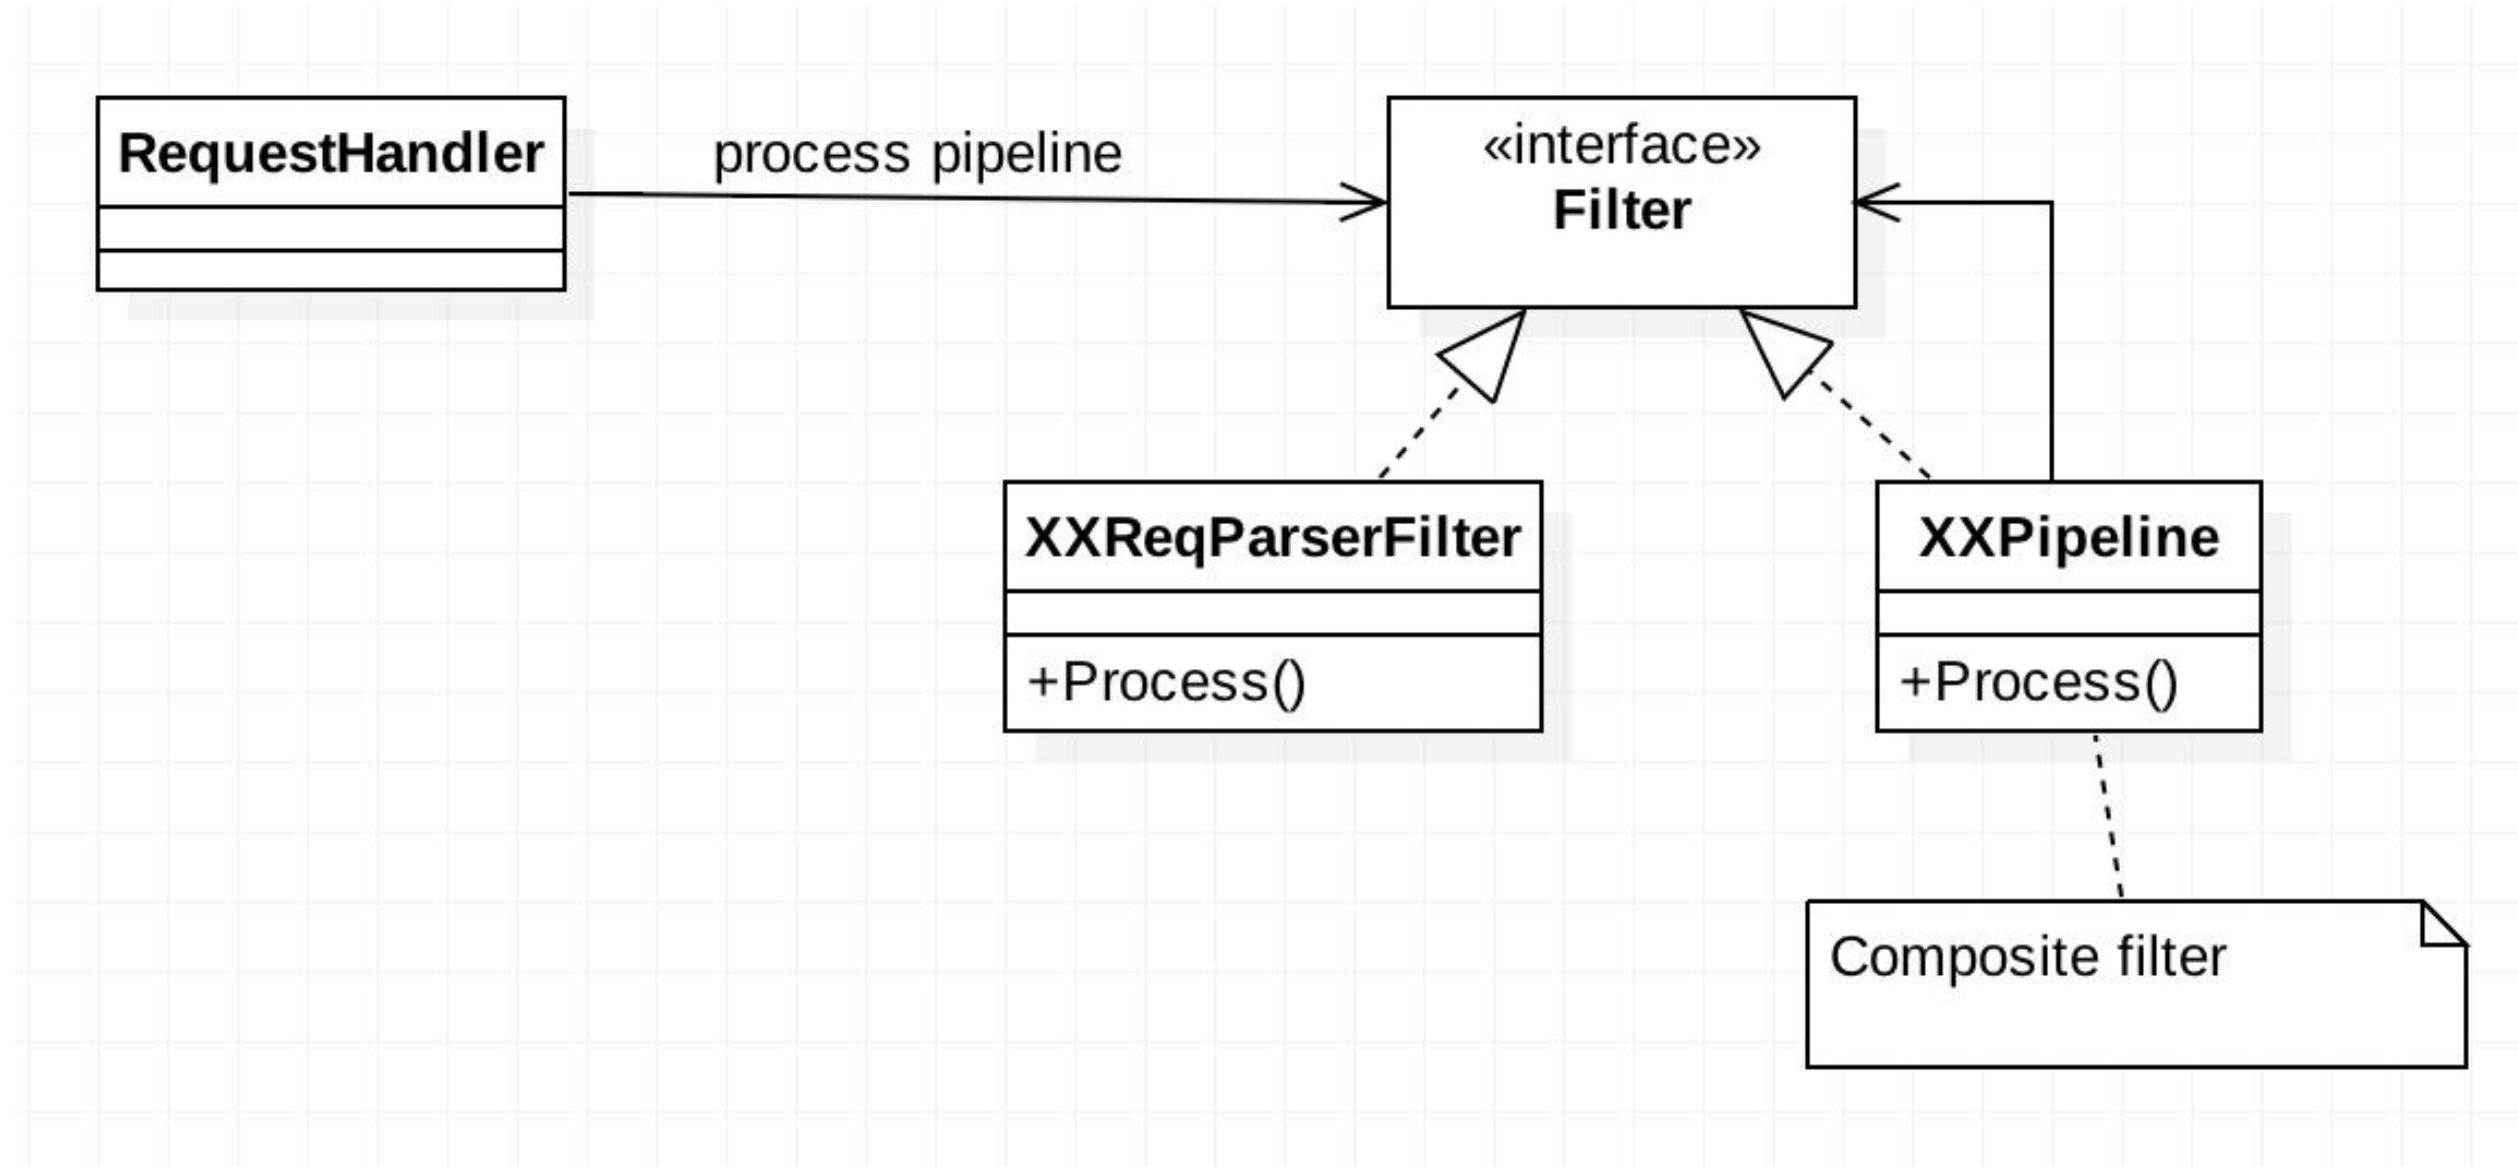 RequestHandler
process pipeline
«interface»
Filter
XXReqParserFilter
+Process()
XXPipeline
+Process()
Composite filter